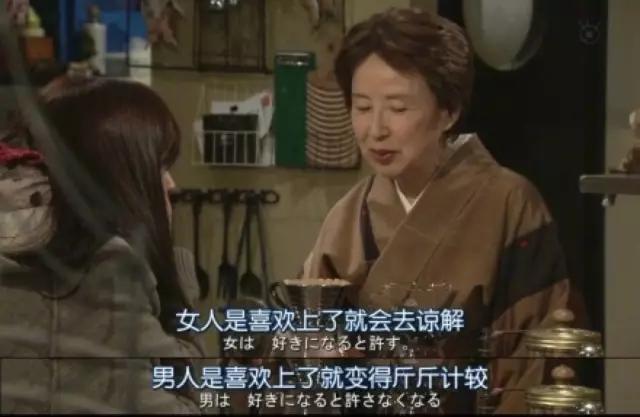 女人是喜欢上了就会去谅解
女は 好きになると許す。
男人是喜欢上了就变得斤斤计较
男は 好きになると許さなくなる